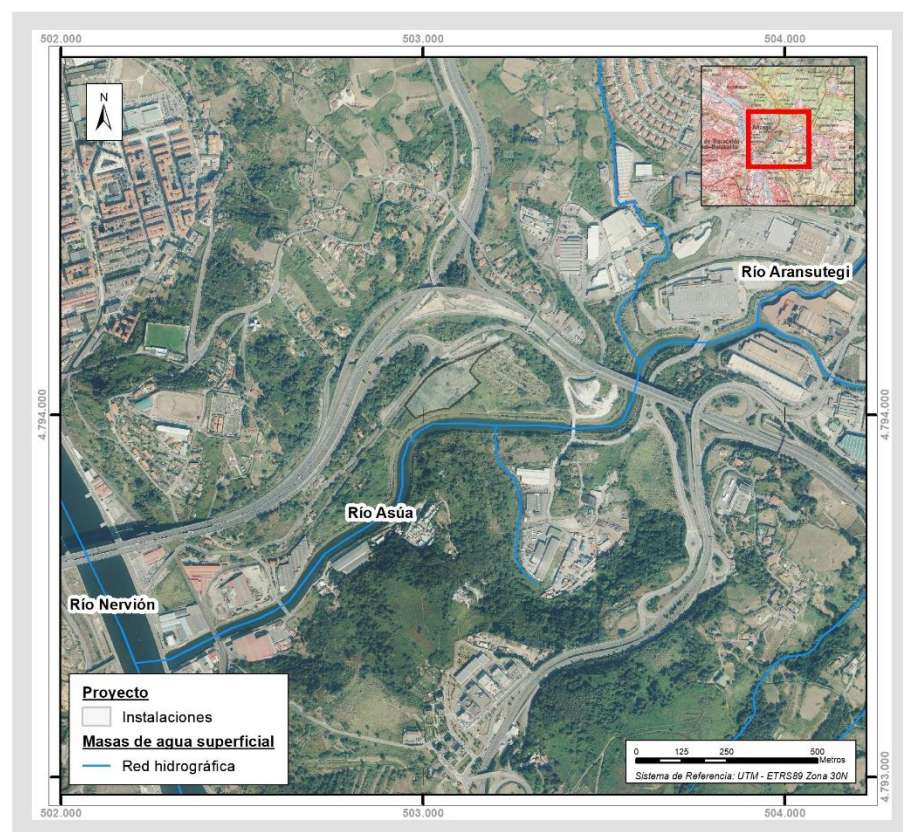 502.000 503.000 504.000
N
Río Aransutegi
4.794.000 4.794.000
Río Asúa
Río Nervión
Proyecto
Instalaciones
Masas de agua superficial
Red hidrográfica
0 125 250 500
Metros
Sistema de Referencia: UTM - ETRS89 Zona 30N
4.793.000
502.000 503.000 504.000